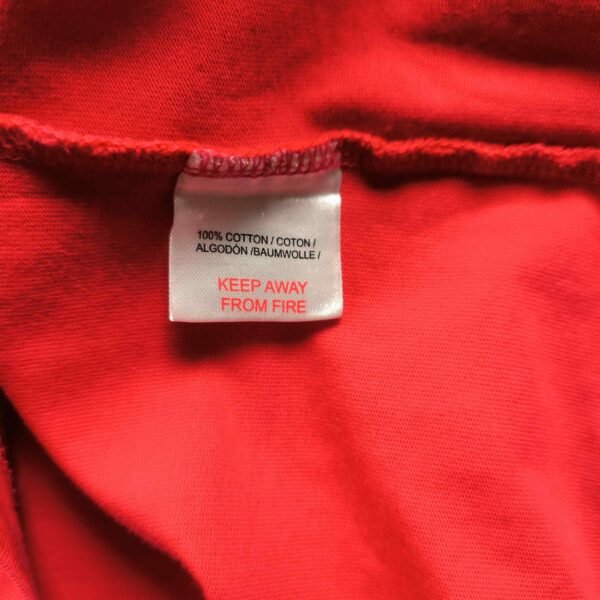 100% COTTON / COTON /
ALGODÓN /BAUMWOLLE /
KEEP AWAY
FROM FIRE